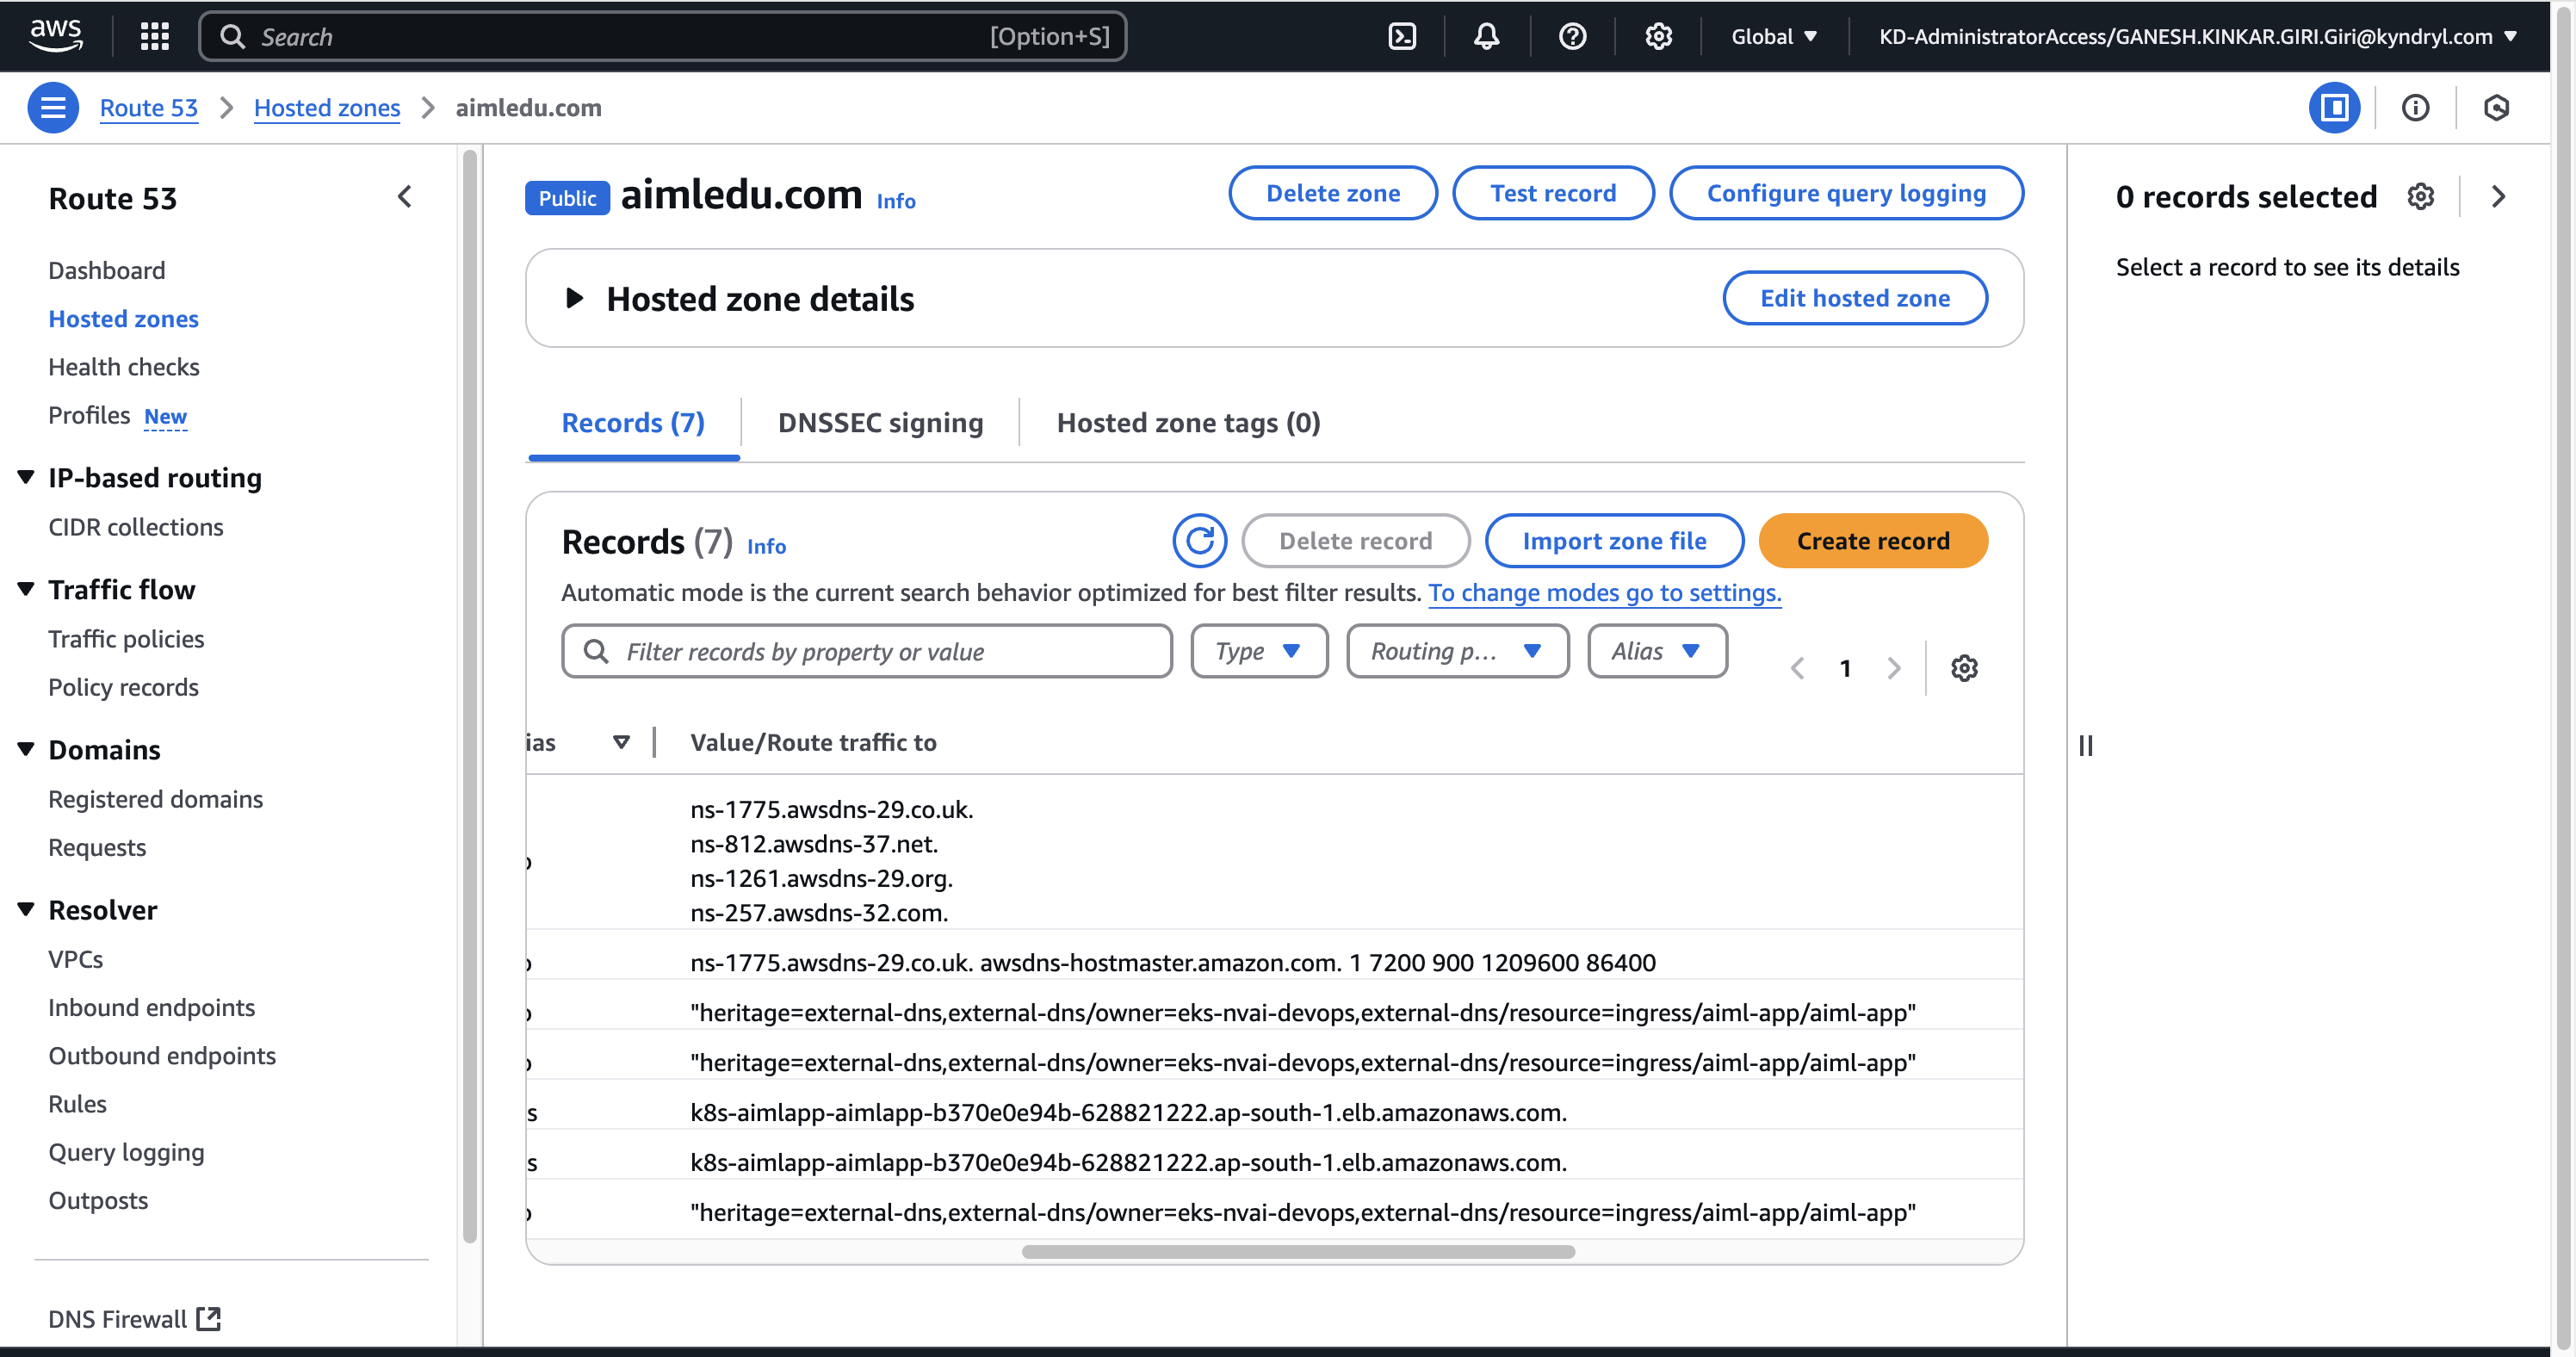 aws
Search [Option+S]
Global
KD-AdministratorAccess/GANESH.KINKAR.GIRI.Giri@kyndryl.com
Route 53 > Hosted zones > aimledu.com
Route 53
Dashboard
Hosted zones
Health checks
Profiles New
IP-based routing
CIDR collections
Traffic flow
Traffic policies
Policy records
Domains
Registered domains
Requests
Resolver
VPCs
Inbound endpoints
Outbound endpoints
Rules
Query logging
Outposts
DNS Firewall
Public aimledu.com Info
Delete zone
Test record
Configure query logging
Hosted zone details
Edit hosted zone
Records (7)
DNSSEC signing
Hosted zone tags (0)
Records (7) Info
Delete record
Import zone file
Create record
Automatic mode is the current search behavior optimized for best filter results. To change modes go to settings.
Filter records by property or value
Type
Routing p...
Alias
1
ias
Value/Route traffic to
ns-1775.awsdns-29.co.uk.
ns-812.awsdns-37.net.
ns-1261.awsdns-29.org.
ns-257.awsdns-32.com.
ns-1775.awsdns-29.co.uk. awsdns-hostmaster.amazon.com. 1 7200 900 1209600 86400
"heritage=external-dns,external-dns/owner=eks-nvai-devops,external-dns/resource=ingress/aiml-app/aiml-app"
"heritage=external-dns,external-dns/owner=eks-nvai-devops,external-dns/resource=ingress/aiml-app/aiml-app"
s k8s-aimlapp-aimlapp-b370e0e94b-628821222.ap-south-1.elb.amazonaws.com.
s k8s-aimlapp-aimlapp-b370e0e94b-628821222.ap-south-1.elb.amazonaws.com.
"heritage=external-dns,external-dns/owner=eks-nvai-devops,external-dns/resource=ingress/aiml-app/aiml-app"
0 records selected
Select a record to see its details